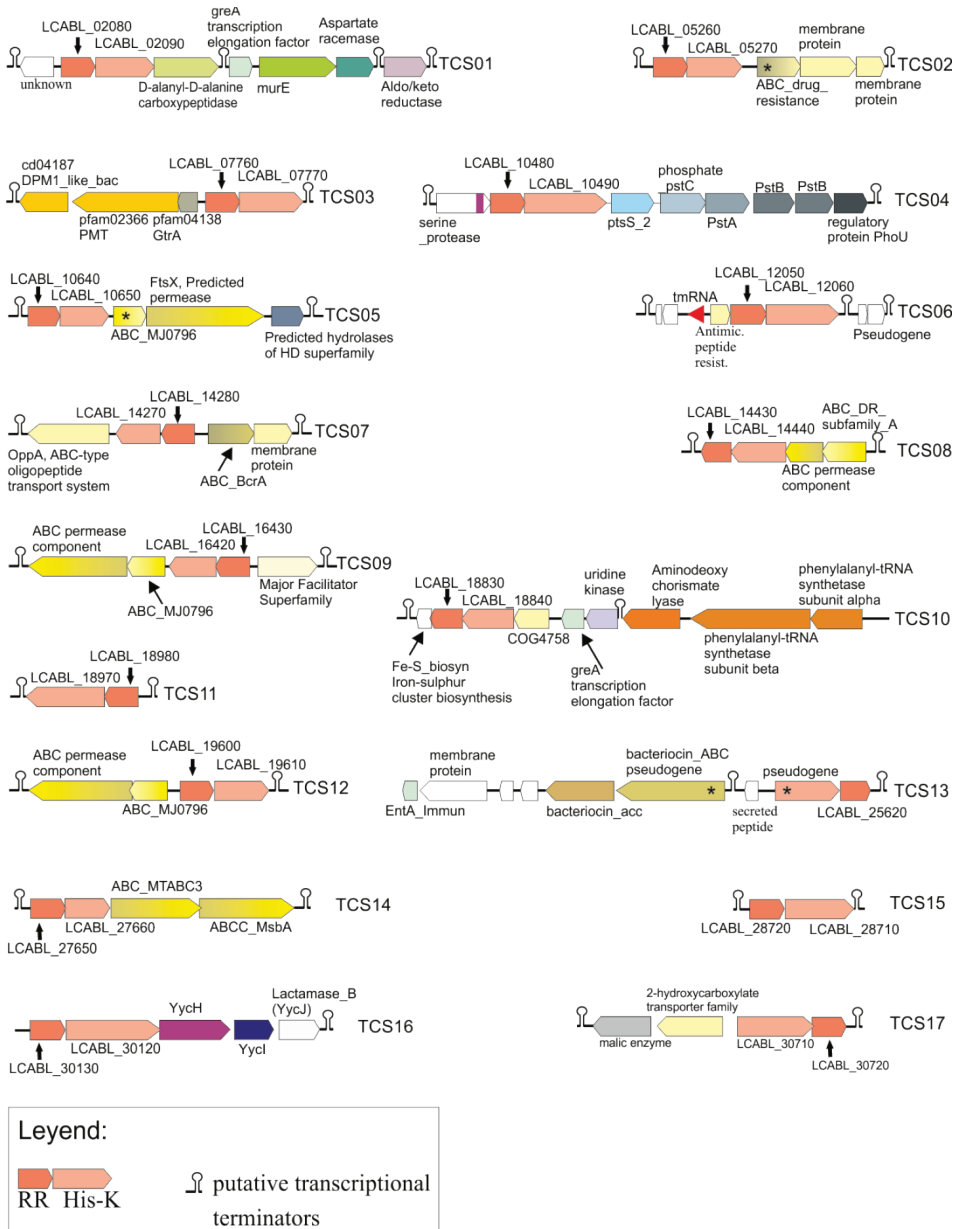 LCABL_02080
LCABL_02090
greA
transcription
elongation factor
Aspartate
racemase
TCS01
unknown
D-alanyl-D-alanine
carboxypeptidase
murE
Aldo/keto
reductase
LCABL_05260
LCABL_05270
membrane
protein
*
TCS02
ABC_drug_
resistance
membrane
protein
cd04187
DPM1_like_bac
LCABL_07760
LCABL_07770
TCS03
pfam02366
PMT
pfam04138
GtrA
LCABL_10480
LCABL_10490
phosphate
pstC
PstB
PstB
TCS04
serine
_protease
ptsS_2
PstA
regulatory
protein PhoU
LCABL_10640
LCABL_10650
FtsX, Predicted
permease
*
TCS05
ABC_MJ0796
Predicted hydrolases
of HD superfamily
LCABL_12050
LCABL_12060
tmRNA
TCS06
Antimic.
peptide
resist.
Pseudogene
LCABL_14270
LCABL_14280
TCS07
OppA, ABC-type
oligopeptide
transport system
membrane
protein
ABC_BcrA
LCABL_14430
LCABL_14440
ABC_DR_
subfamily_A
TCS08
ABC permease
component
ABC permease
component
LCABL_16420
LCABL_16430
TCS09
ABC_MJ0796
Major Facilitator
Superfamily
LCABL_18830
LCABL_18840
uridine
kinase
Aminodeoxy
chorismate
lyase
phenylalanyl-tRNA
synthetase
subunit alpha
TCS10
COG4758
Fe-S_biosyn
Iron-sulphur
cluster biosynthesis
greA
transcription
elongation factor
phenylalanyl-tRNA
synthetase
subunit beta
LCABL_18970
LCABL_18980
TCS11
ABC permease
component
LCABL_19600
LCABL_19610
TCS12
ABC_MJ0796
membrane
protein
bacteriocin_ABC
pseudogene
pseudogene
*
*
TCS13
EntA_Immun
bacteriocin_acc
secreted
peptide
LCABL_25620
ABC_MTABC3
TCS14
LCABL_27660
ABCC_MsbA
LCABL_27650
TCS15
LCABL_28720
LCABL_28710
YycH
Lactamase_B
(YycJ)
TCS16
LCABL_30120
YycI
LCABL_30130
2-hydroxycarboxylate
transporter family
TCS17
malic enzyme
LCABL_30710
LCABL_30720
Leyend:
RR His-K
putative transcriptional
terminators